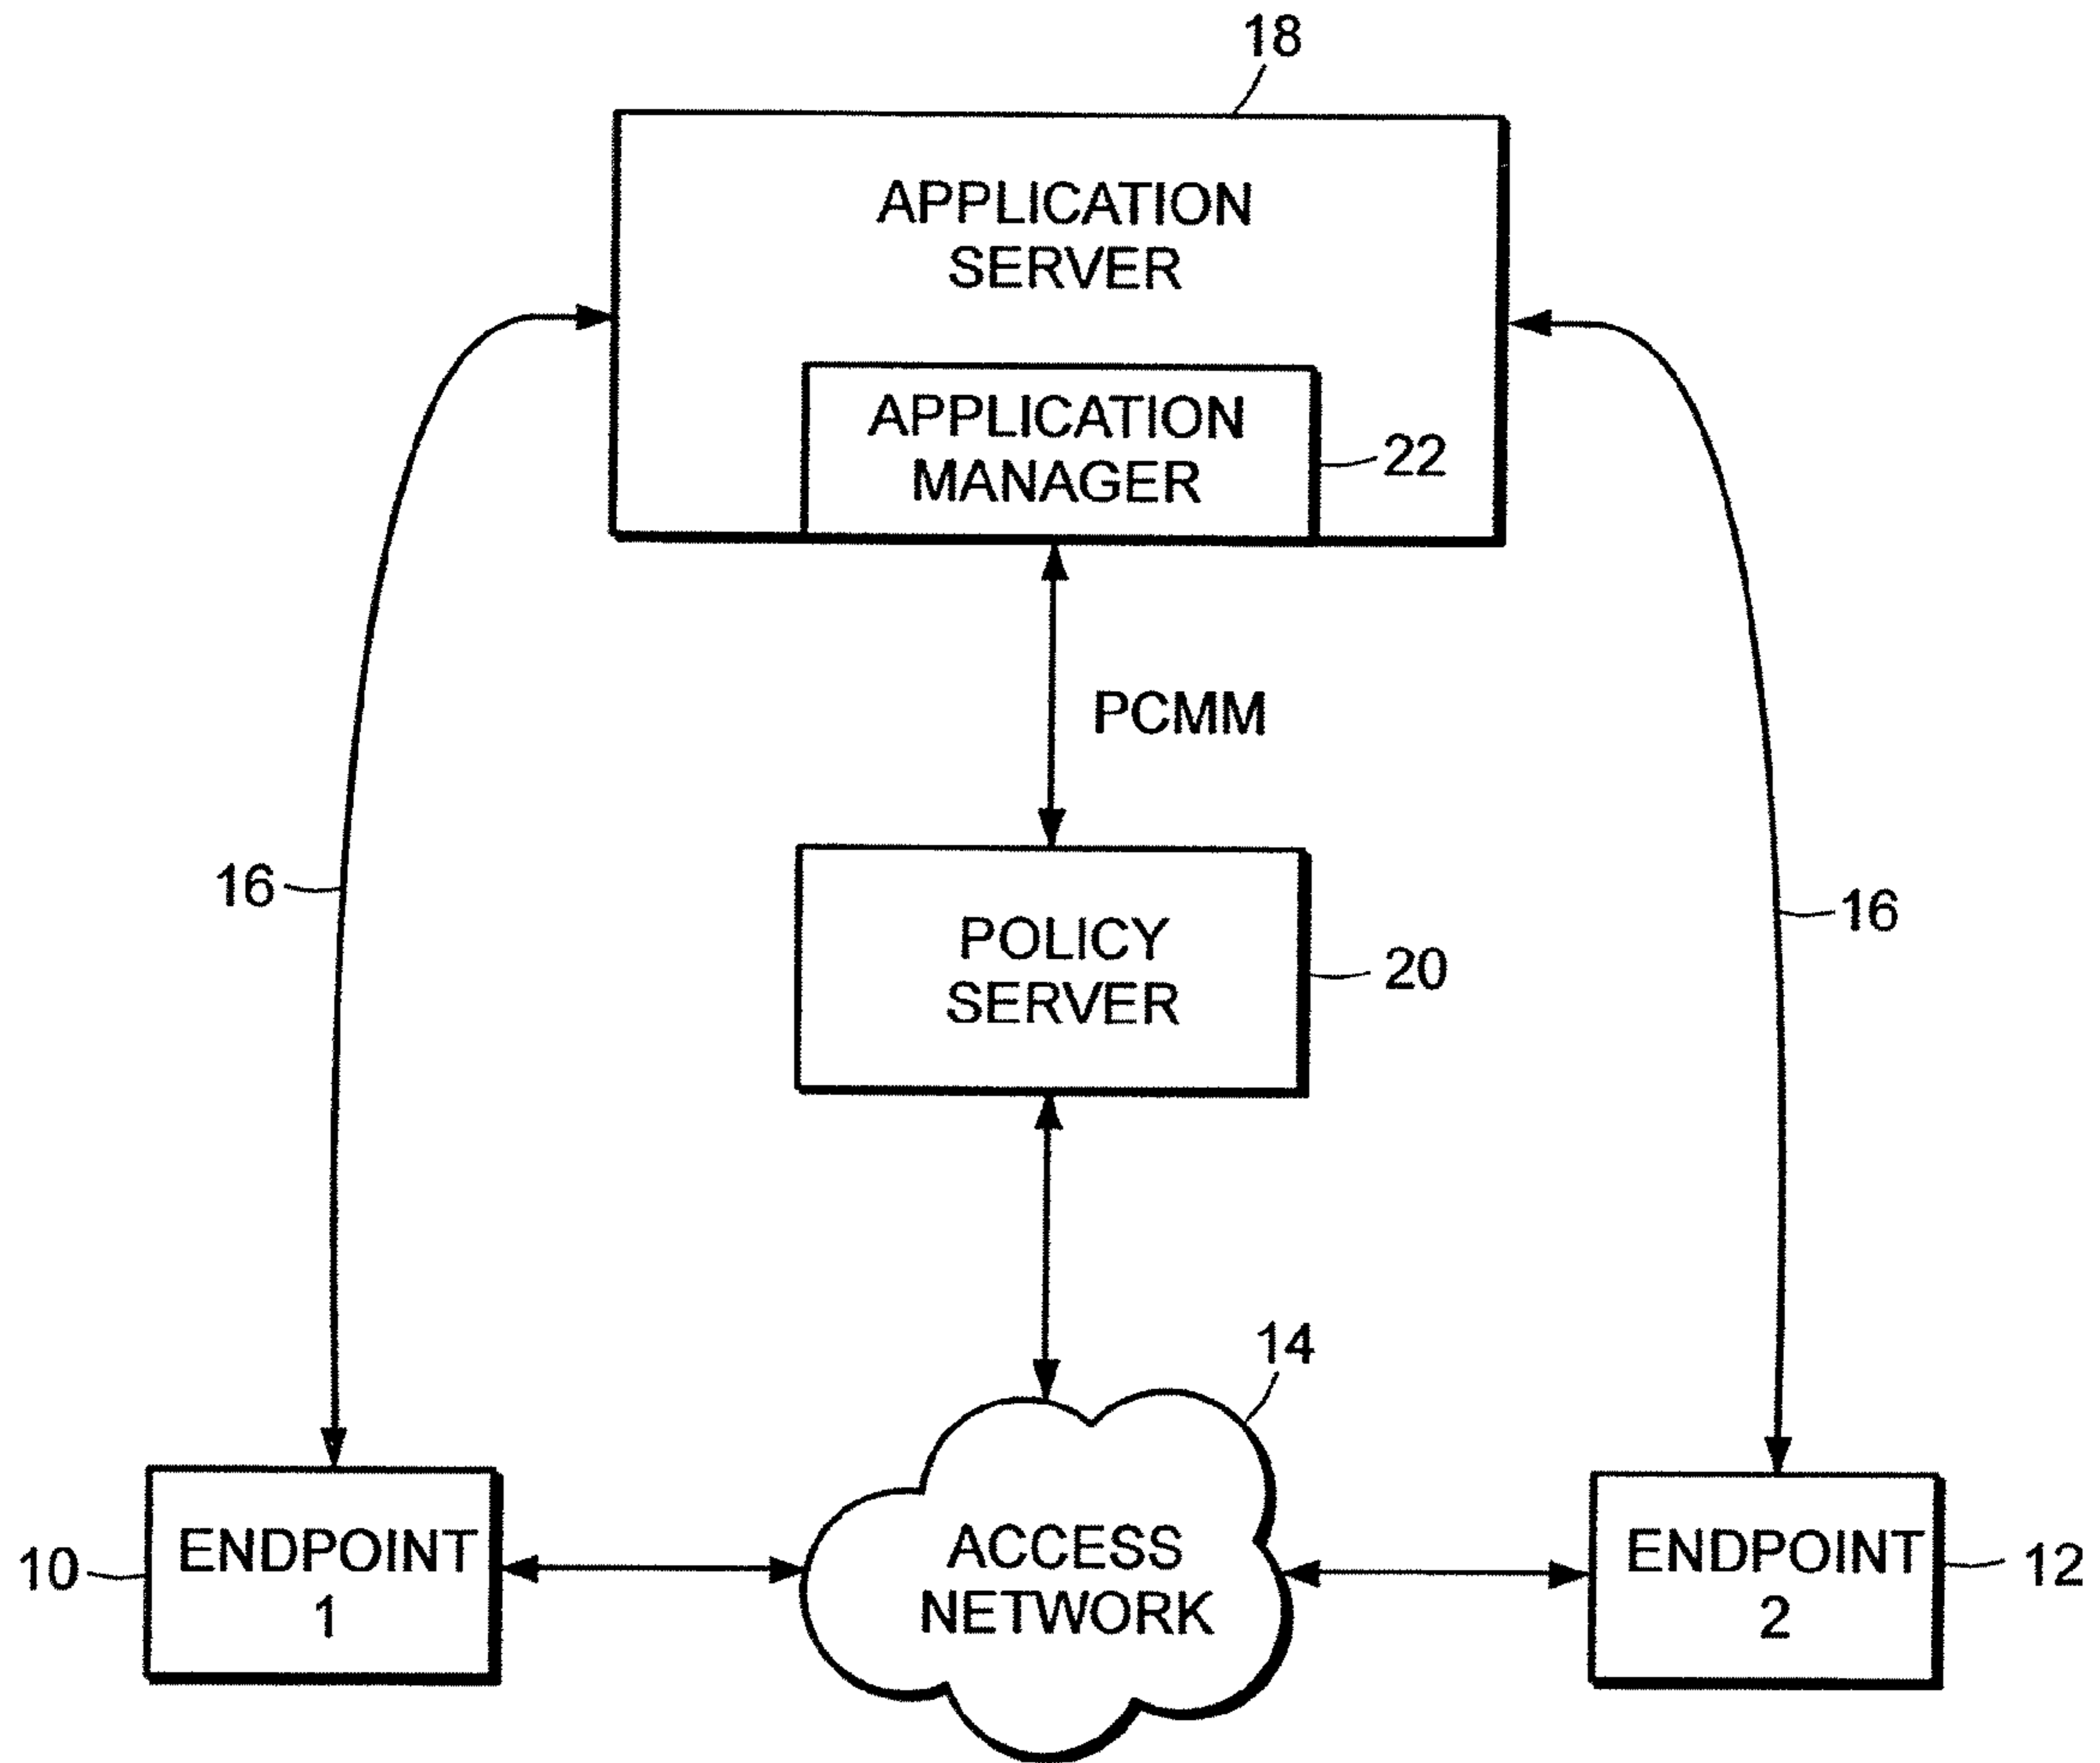 18
APPLICATION
SERVER
APPLICATION
MANAGER
22
PCMM
16
16
POLICY
SERVER
20
14
ENDPOINT
1
10
ACCESS
NETWORK
ENDPOINT
2
12